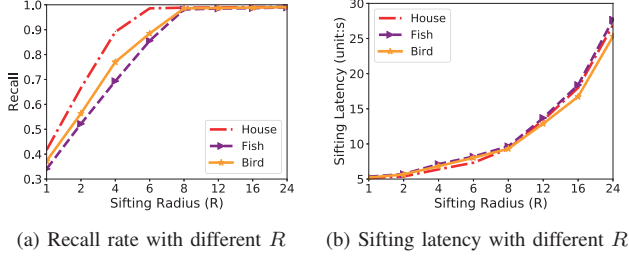 1.0
0.9
0.8
0.7
0.6
0.5
0.4
0.3
Recall
House
Fish
Bird
1 2 4 6 8 12 16 24
Sifting Radius (R)
(a) Recall rate with different R
30
25
20
15
10
5
Sifting Latency (unit:s)
House
Fish
Bird
1 2 4 6 8 12 16 24
Sifting Radius (R)
(b) Sifting latency with different R